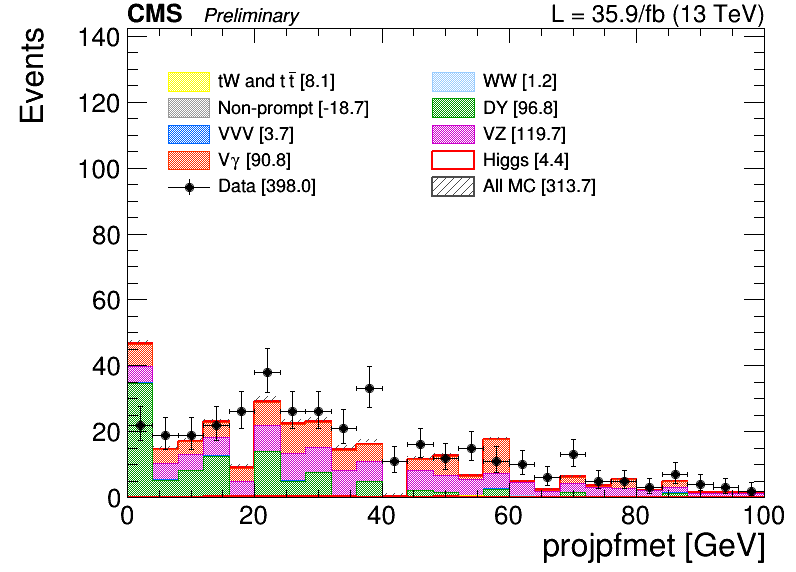 CMS Preliminary L = 35.9/fb (13 TeV)
Events
140
120
100
80
60
40
20
0
tW and t t̄ [8.1] WW [1.2]
Non-prompt [-18.7] DY [96.8]
VVV [3.7] VZ [119.7]
Vγ [90.8] Higgs [4.4]
Data [398.0] All MC [313.7]
0 20 40 60 80 100
projpfmet [GeV]